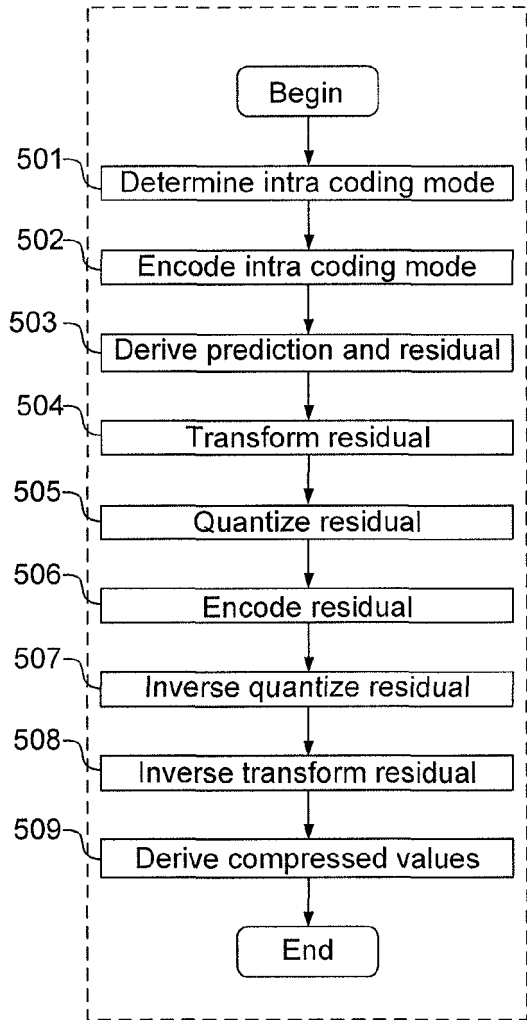 Begin
501
Determine intra coding mode
502
Encode intra coding mode
503
Derive prediction and residual
504
Transform residual
505
Quantize residual
506
Encode residual
507
Inverse quantize residual
508
Inverse transform residual
509
Derive compressed values
End